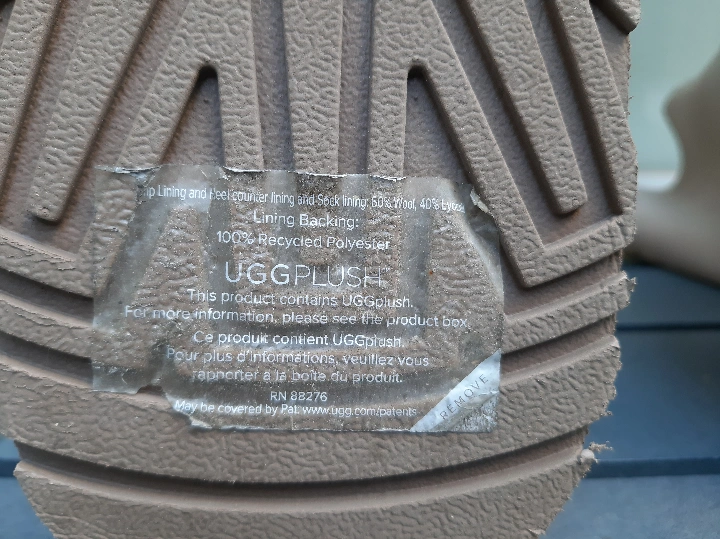 Lining and Heel counter lining and Sock lining: 60% Wool, 40% Lyocell
Lining Backing:
100% Recycled Polyester
UGGPLUSH
This product contains UGGplush.
For more information, please see the product box.
Ce produit contient UGGplush.
Pour plus d'informations, veuillez vous
rapporter à la boîte du produit.
RN 88276
May be covered by Pat. www.ugg.com/patents
REMOVE